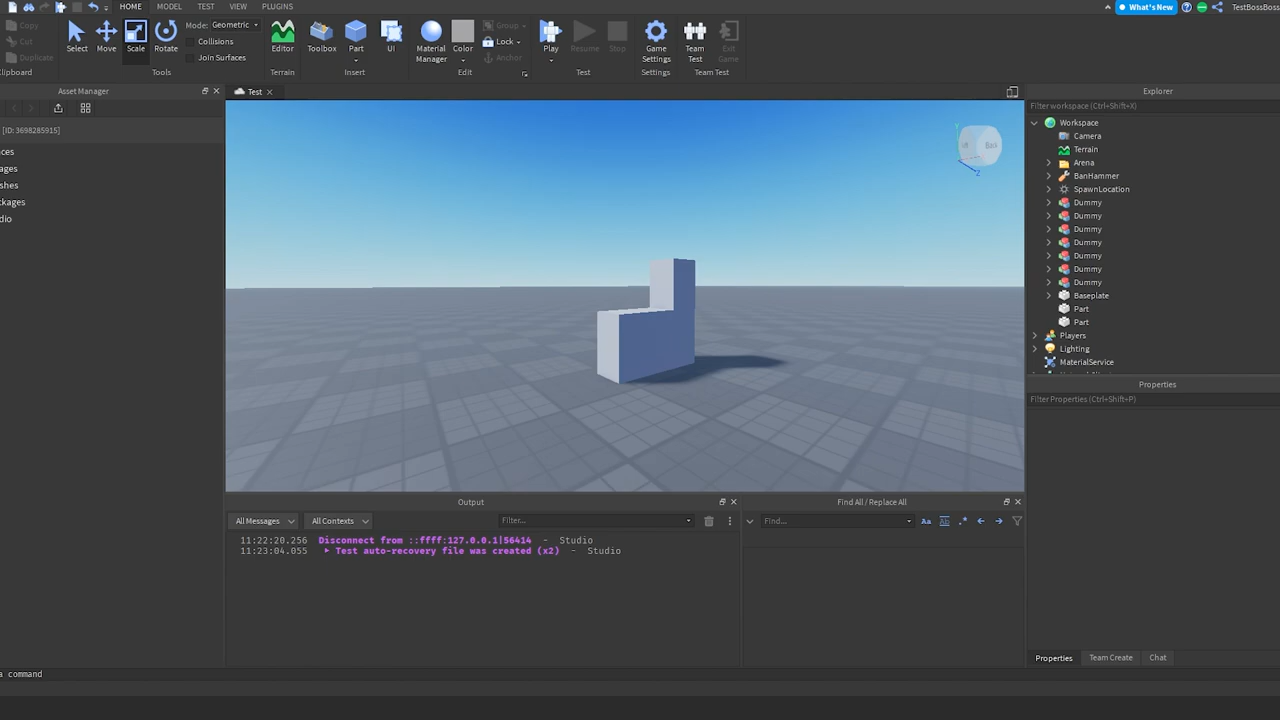 HOME MODEL TEST VIEW PLUGINS
What's New
TestBossBoss
Copy
Cut
Duplicate
Clipboard
Select
Move
Scale
Rotate
Mode: Geometric
Collisions
Join Surfaces
Tools
Editor
Terrain
Toolbox
Part
UI
Insert
Material
Manager
Color
Group
Lock
Anchor
Edit
Play
Resume
Stop
Test
Game
Settings
Settings
Team
Test
Exit
Game
Team Test
Asset Manager
[ID: 3698285915]
ces
ages
shes
ckages
dio
Test
Back
Z
Explorer
Filter workspace (Ctrl+Shift+X)
Workspace
Camera
Terrain
Arena
BanHammer
SpawnLocation
Dummy
Dummy
Dummy
Dummy
Dummy
Dummy
Dummy
Baseplate
Part
Part
Players
Lighting
MaterialService
Properties
Filter Properties (Ctrl+Shift+P)
Properties Team Create Chat
Output
All Messages All Contexts Filter...
11:22:20.256 Disconnect from ::ffff:127.0.0.1|56414 - Studio
11:23:04.055 Test auto-recovery file was created (x2) - Studio
Find All / Replace All
Find... Aa Ab .*
a command